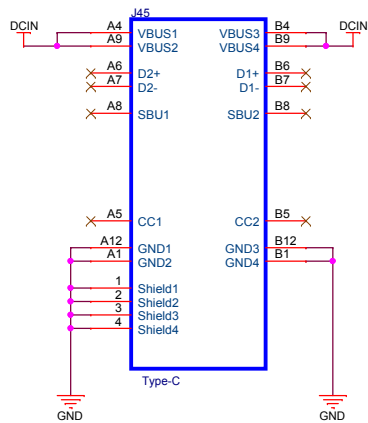 J45
DCIN
A4
VBUS1
VBUS3
B4
DCIN
A9
VBUS2
VBUS4
B9
A6
D2+
D1+
B6
A7
D2-
D1-
B7
A8
SBU1
SBU2
B8
A5
CC1
CC2
B5
A12
GND1
GND3
B12
A1
GND2
GND4
B1
1
Shield1
2
Shield2
3
Shield3
4
Shield4
Type-C
GND
GND